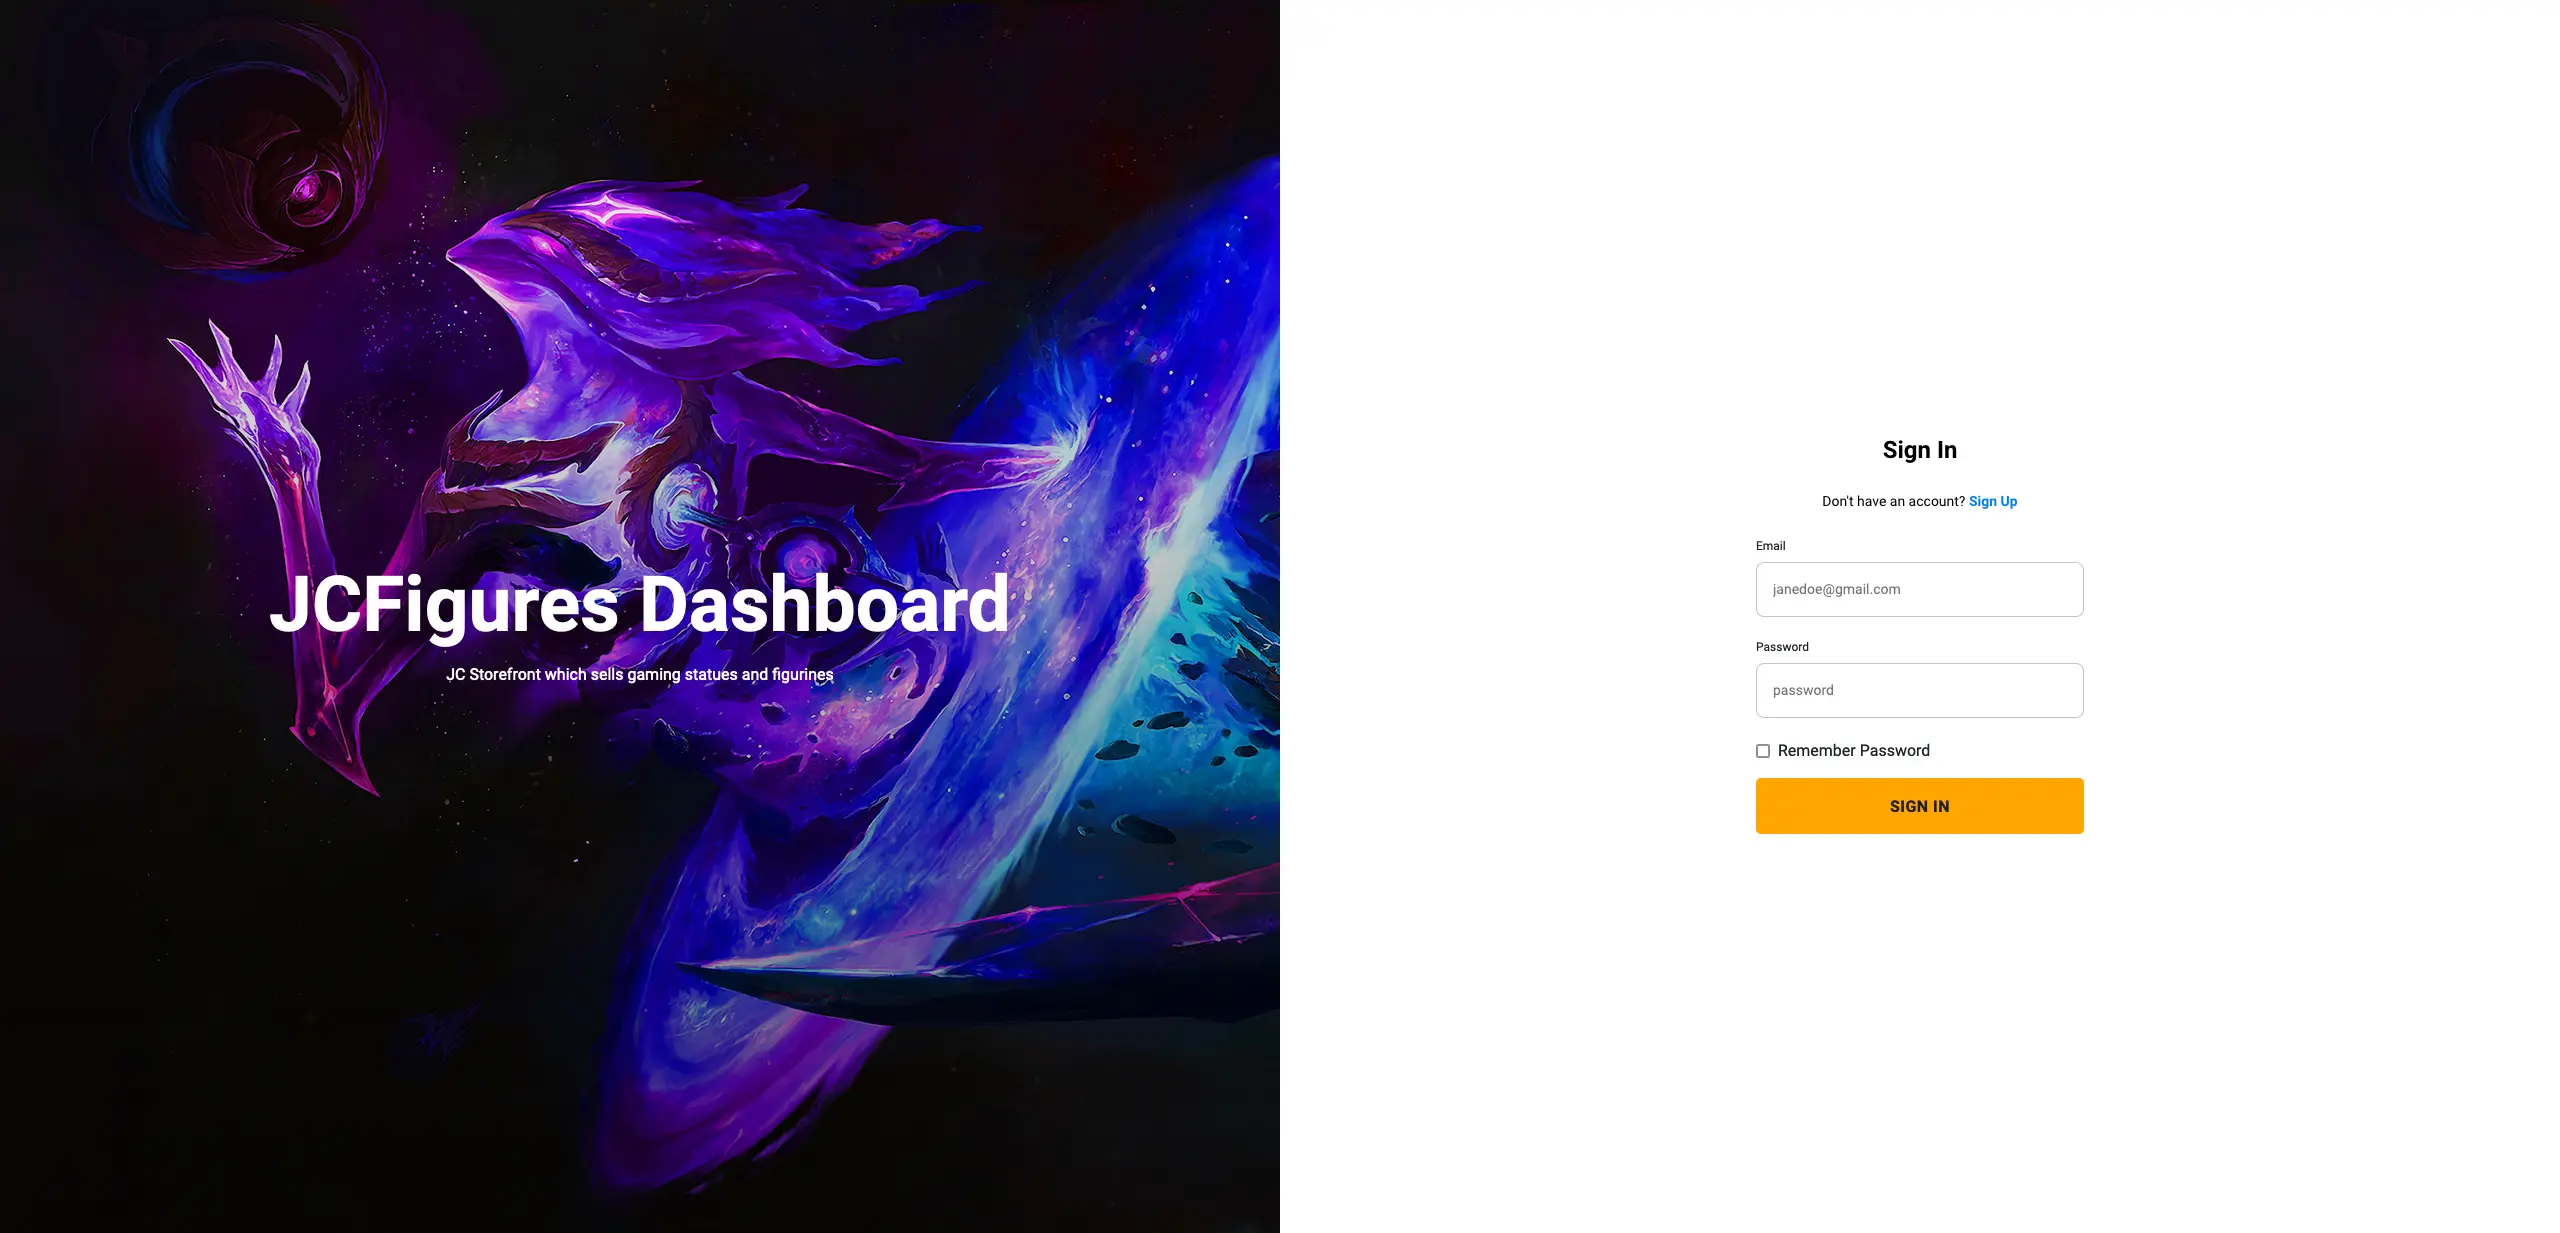 JCFigures Dashboard
JC Storefront which sells gaming statues and figurines
Sign In
Don't have an account? Sign Up
Email
janedoe@gmail.com
Password
password
Remember Password
SIGN IN